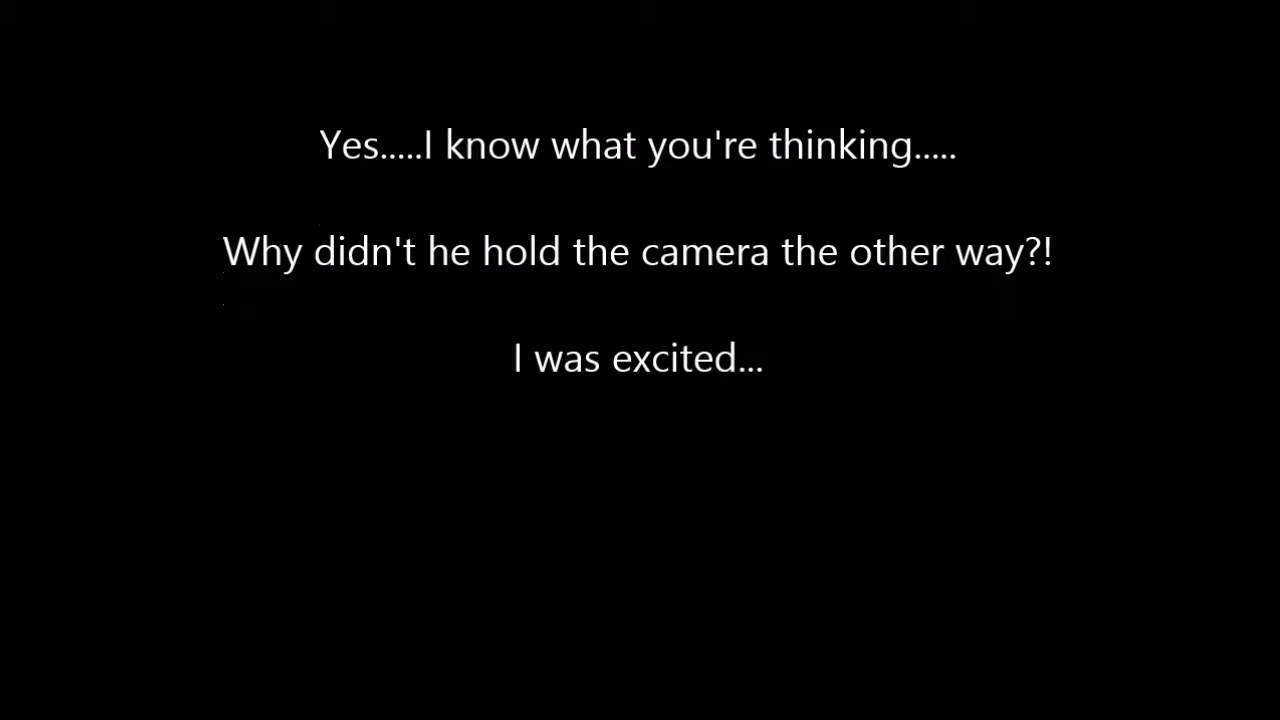 Yes.....I know what you're thinking.....
Why didn't he hold the camera the other way?!
I was excited...